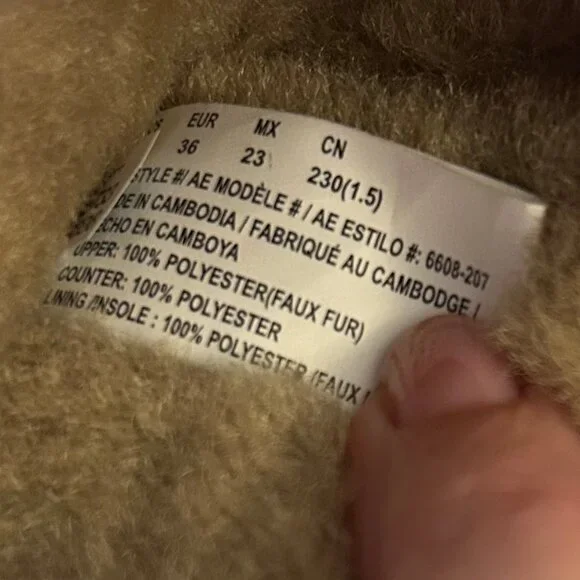 EUR MX CN
36 23 230(1.5)
STYLE #/ AE MODÈLE # / AE ESTILO #: 6608-207
DE IN CAMBODIA / FABRIQUÉ AU CAMBODGE /
ECHO EN CAMBOYA
UPPER: 100% POLYESTER(FAUX FUR)
COUNTER: 100% POLYESTER
LINING /INSOLE : 100% POLYESTER (FAUX